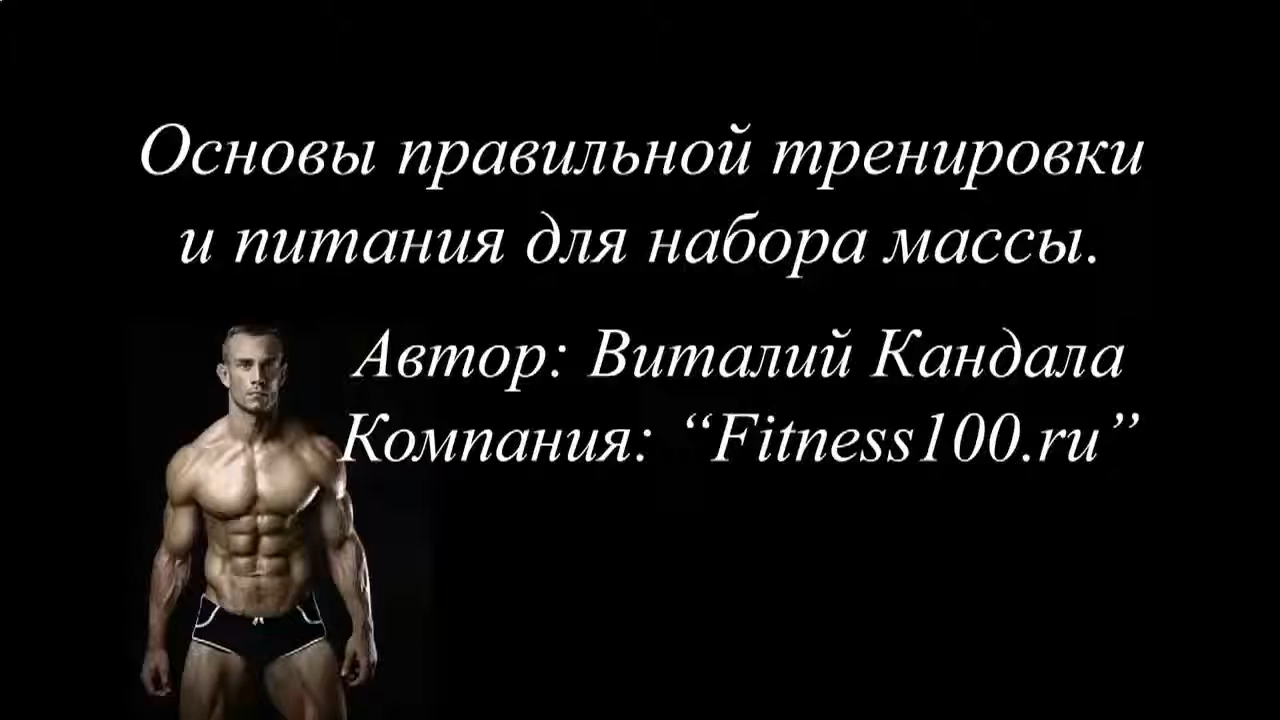 Основы правильной тренировки
и питания для набора массы.
Автор: Виталий Кандала
Компания: “Fitness100.ru”